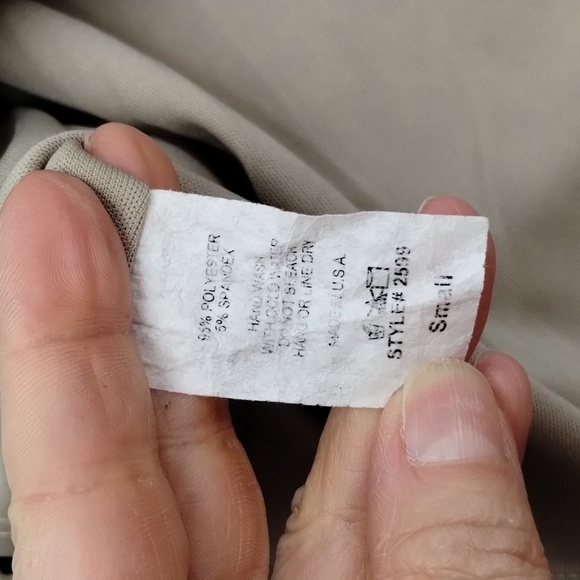 95% POLYESTER
5% SPANDEX
HAND WASH
WITH COLD WATER
DO NOT BLEACH
HANG OR LINE DRY
MADE IN U.S.A.
STYLE# 2599
Small